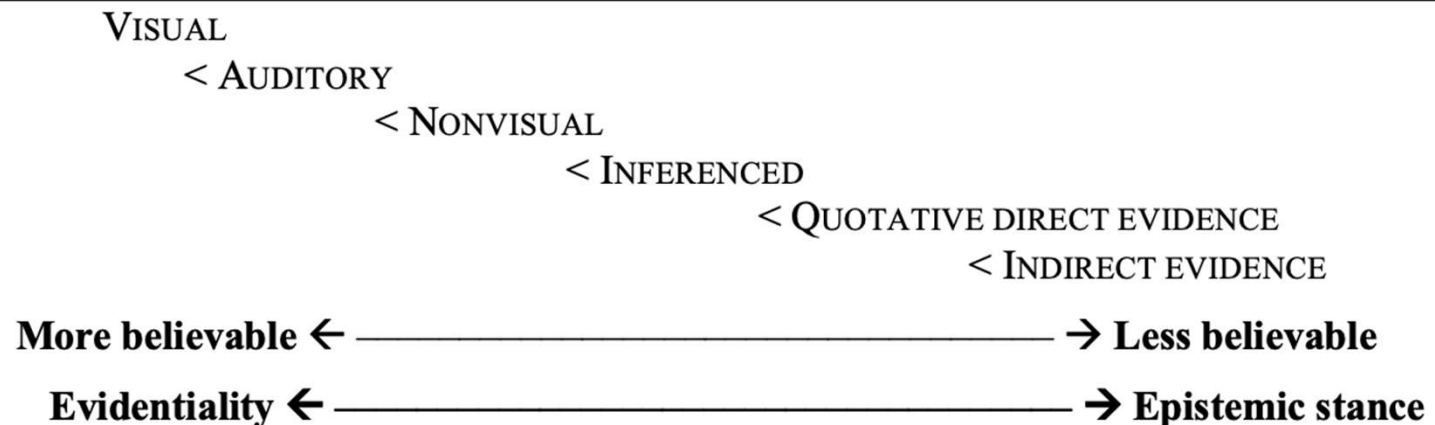 VISUAL
< AUDITORY
< NONVISUAL
< INFERENCED
< QUOTATIVE DIRECT EVIDENCE
< INDIRECT EVIDENCE
More believable ← → Less believable
Evidentiality ← → Epistemic stance